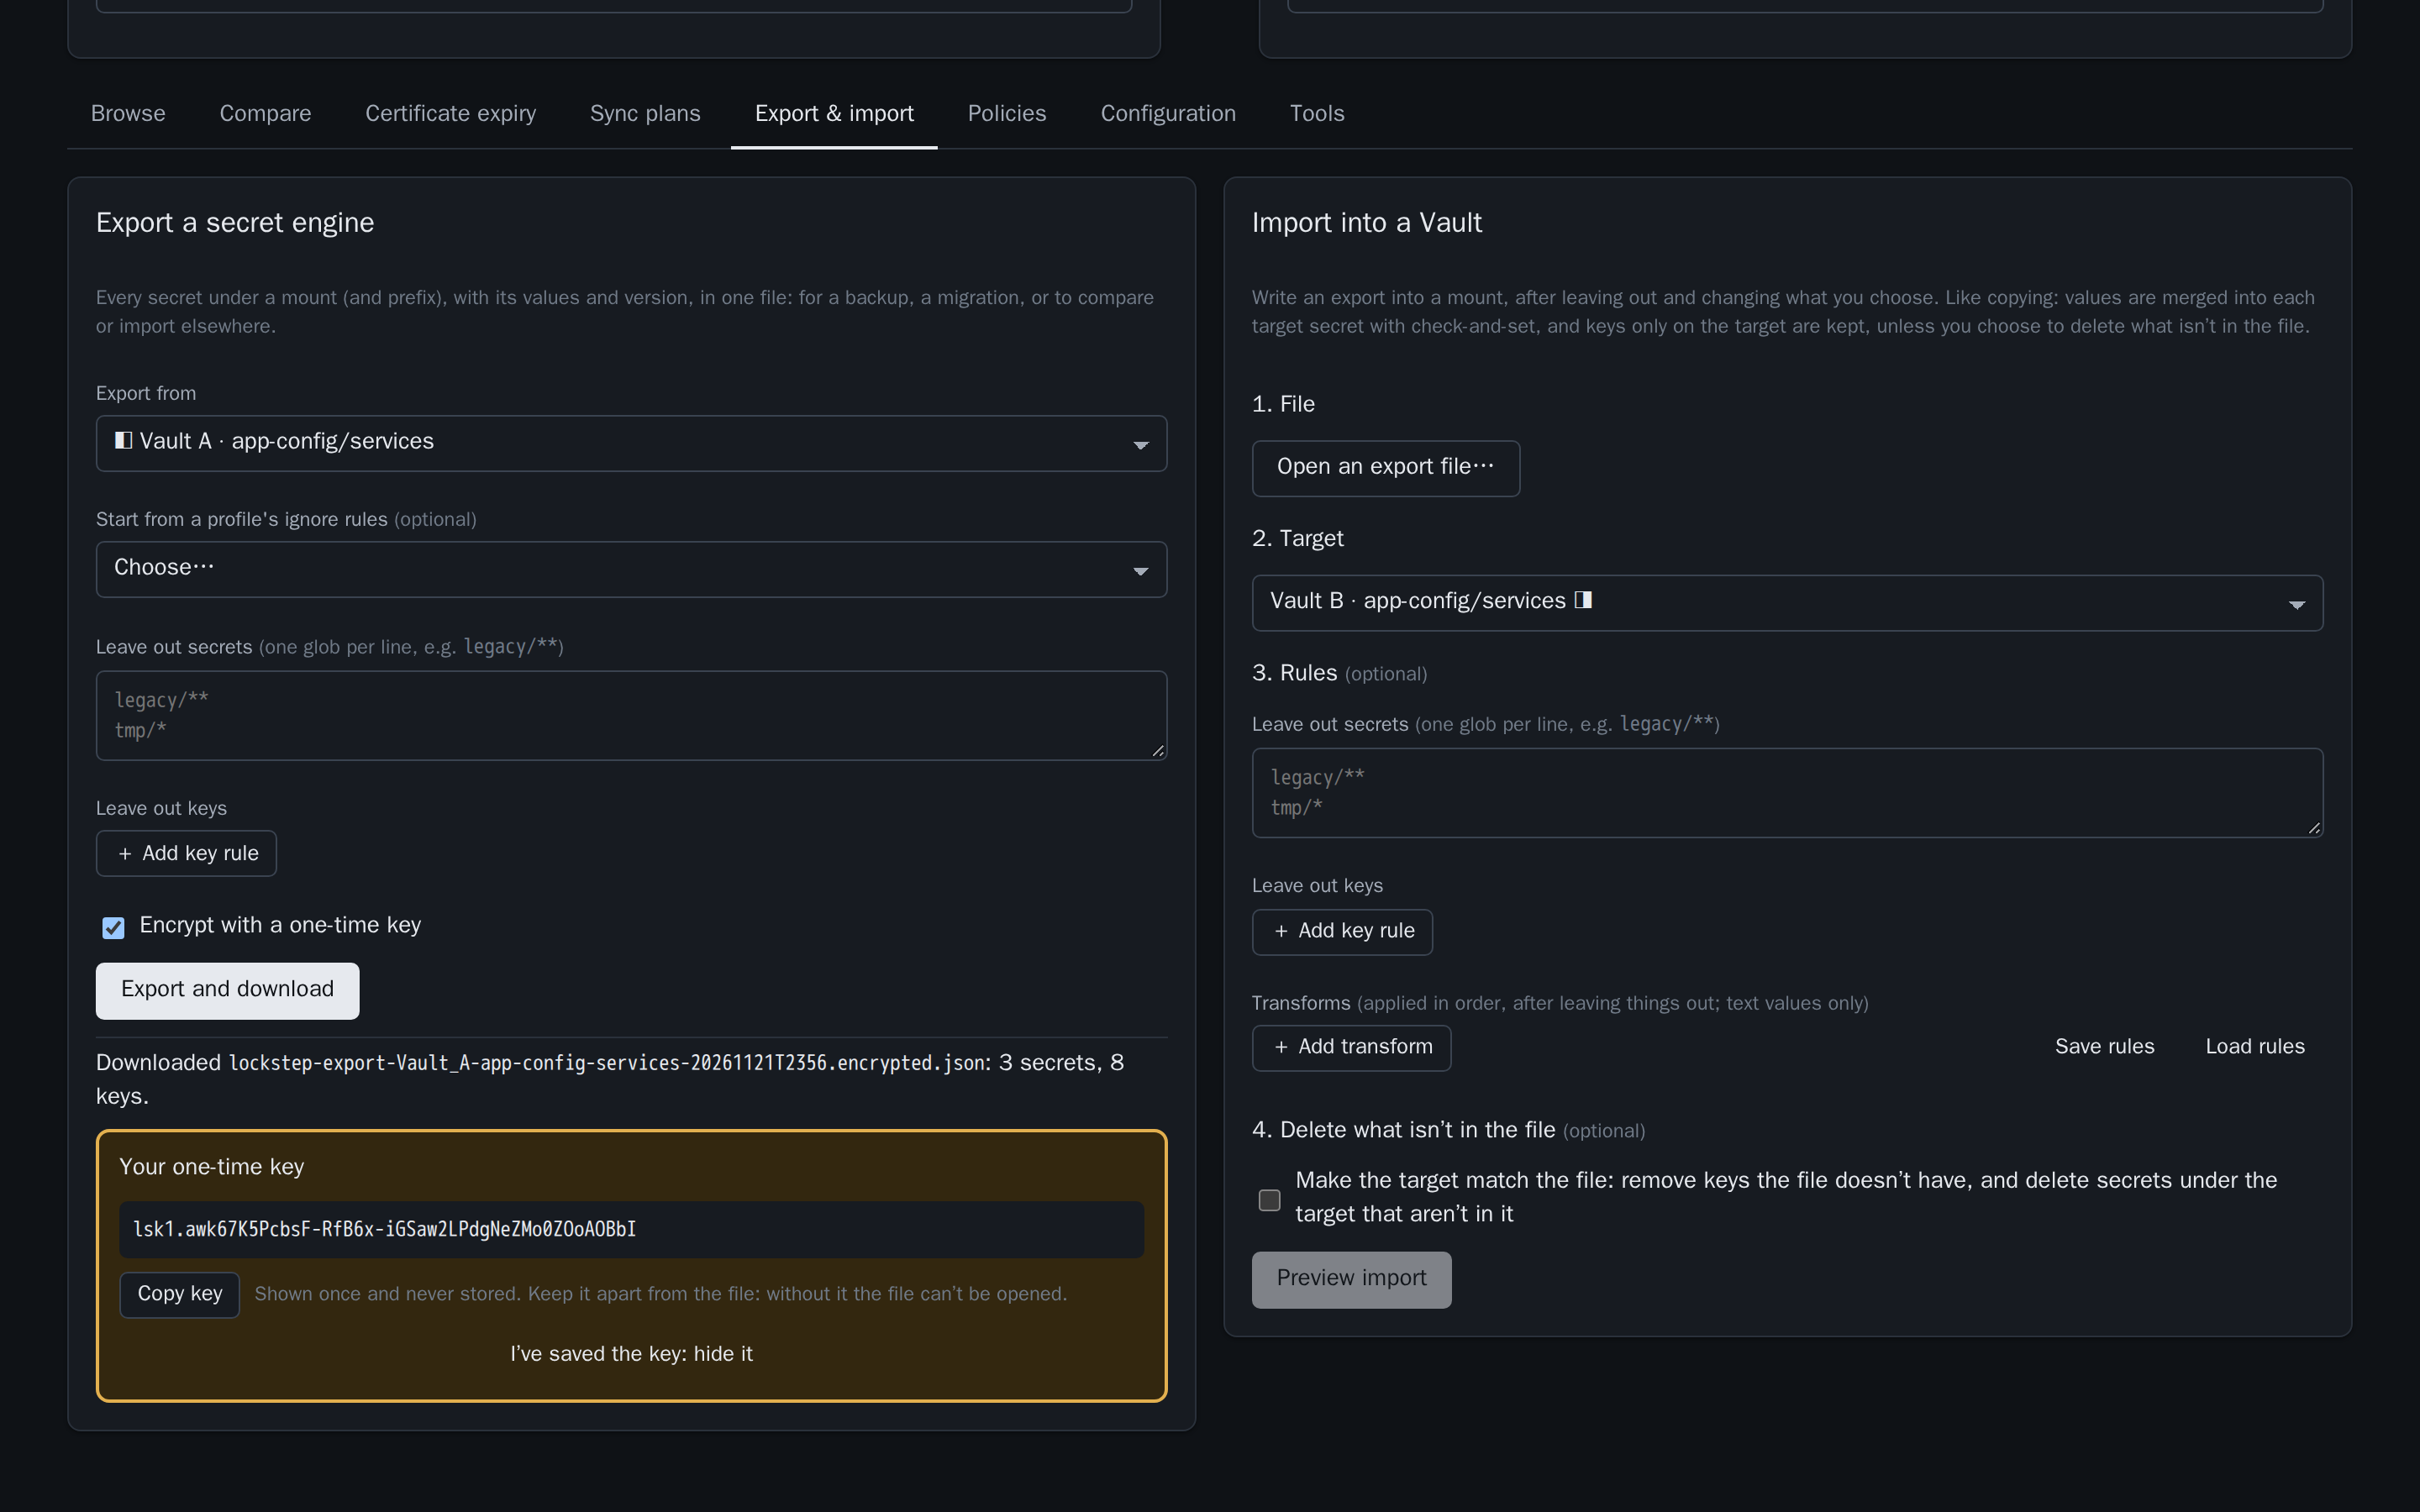 Browse
Compare
Certificate expiry
Sync plans
Export & import
Policies
Configuration
Tools
Export a secret engine
Every secret under a mount (and prefix), with its values and version, in one file: for a backup, a migration, or to compare
or import elsewhere.
Export from
Vault A · app-config/services
Start from a profile's ignore rules (optional)
Choose…
Leave out secrets (one glob per line, e.g. legacy/**)
legacy/**
tmp/*
Leave out keys
+ Add key rule
Encrypt with a one-time key
Export and download
Downloaded lockstep-export-Vault_A-app-config-services-20261121T2356.encrypted.json: 3 secrets, 8
keys.
Your one-time key
lsk1.awk67K5PcbsF-RfB6x-iGSaw2LPdgNeZMo0ZOoAOBbI
Copy key
Shown once and never stored. Keep it apart from the file: without it the file can’t be opened.
I’ve saved the key: hide it
Import into a Vault
Write an export into a mount, after leaving out and changing what you choose. Like copying: values are merged into each
target secret with check-and-set, and keys only on the target are kept, unless you choose to delete what isn’t in the file.
1. File
Open an export file…
2. Target
Vault B · app-config/services
3. Rules (optional)
Leave out secrets (one glob per line, e.g. legacy/**)
legacy/**
tmp/*
Leave out keys
+ Add key rule
Transforms (applied in order, after leaving things out; text values only)
+ Add transform
Save rules
Load rules
4. Delete what isn’t in the file (optional)
Make the target match the file: remove keys the file doesn’t have, and delete secrets under the
target that aren’t in it
Preview import